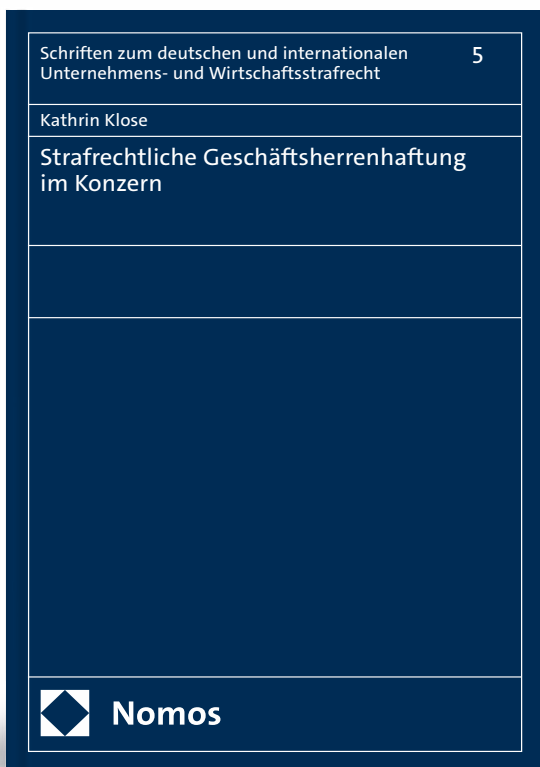 Schriften zum deutschen und internationalen
Unternehmens- und Wirtschaftsstrafrecht
5
Kathrin Klose
Strafrechtliche Geschäftsherrenhaftung
im Konzern
Nomos